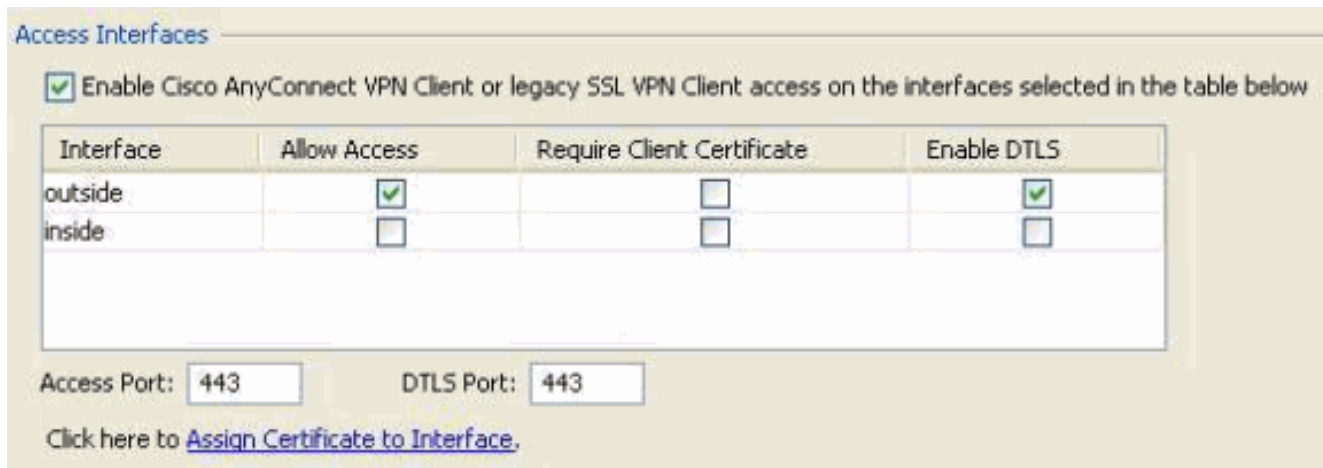 Access Interfaces
Enable Cisco AnyConnect VPN Client or legacy SSL VPN Client access on the interfaces selected in the table below
Interface Allow Access Require Client Certificate Enable DTLS
outside
inside
Access Port: 443 DTLS Port: 443
Click here to Assign Certificate to Interface.